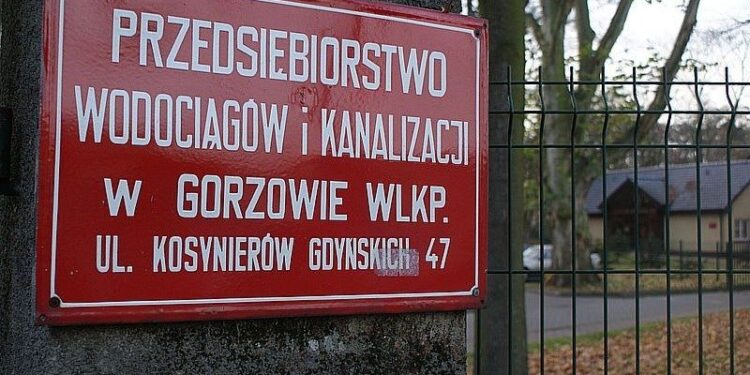 PRZEDSIĘBIORSTWO
WODOCIĄGÓW i KANALIZACJI
W GORZOWIE WLKP.
UL. KOSYNIERÓW GDYŃSKICH 47